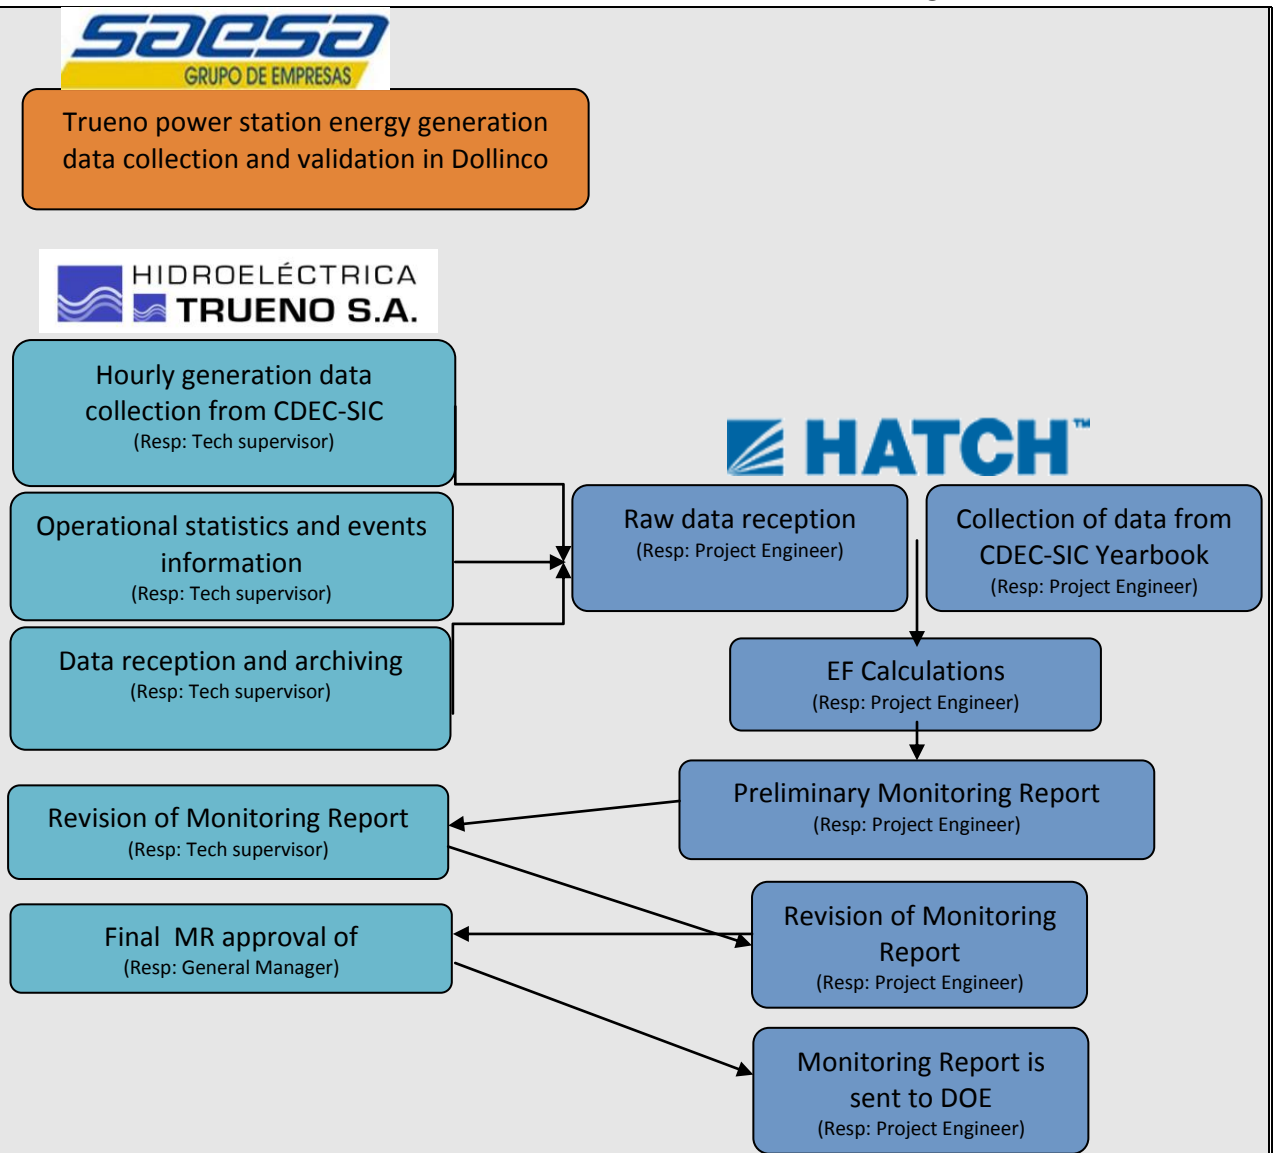 saesa
GRUPO DE EMPRESAS
Trueno power station energy generation
data collection and validation in Dollinco
HIDROELÉCTRICA
TRUENO S.A.
Hourly generation data
collection from CDEC-SIC
(Resp: Tech supervisor)
HATCH™
Operational statistics and events
information
(Resp: Tech supervisor)
Raw data reception
(Resp: Project Engineer)
Collection of data from
CDEC-SIC Yearbook
(Resp: Project Engineer)
Data reception and archiving
(Resp: Tech supervisor)
EF Calculations
(Resp: Project Engineer)
Preliminary Monitoring Report
(Resp: Project Engineer)
Revision of Monitoring Report
(Resp: Tech supervisor)
Revision of Monitoring
Report
(Resp: Project Engineer)
Final  MR approval of
(Resp: General Manager)
Monitoring Report is
sent to DOE
(Resp: Project Engineer)